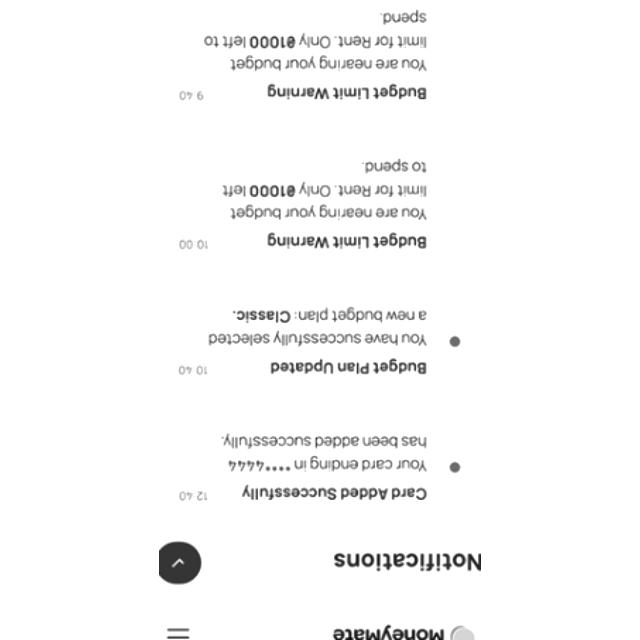 MoneyMate
Notifications
Card Added Successfully
12 40
Your card ending in ****4444
has been added successfully.
Budget Plan Updated
10 40
You have successfully selected
a new budget plan: Classic.
Budget Limit Warning
10 00
You are nearing your budget
limit for Rent. Only ₴1000 left
to spend.
Budget Limit Warning
9 40
You are nearing your budget
limit for Rent. Only ₴1000 left to
spend.